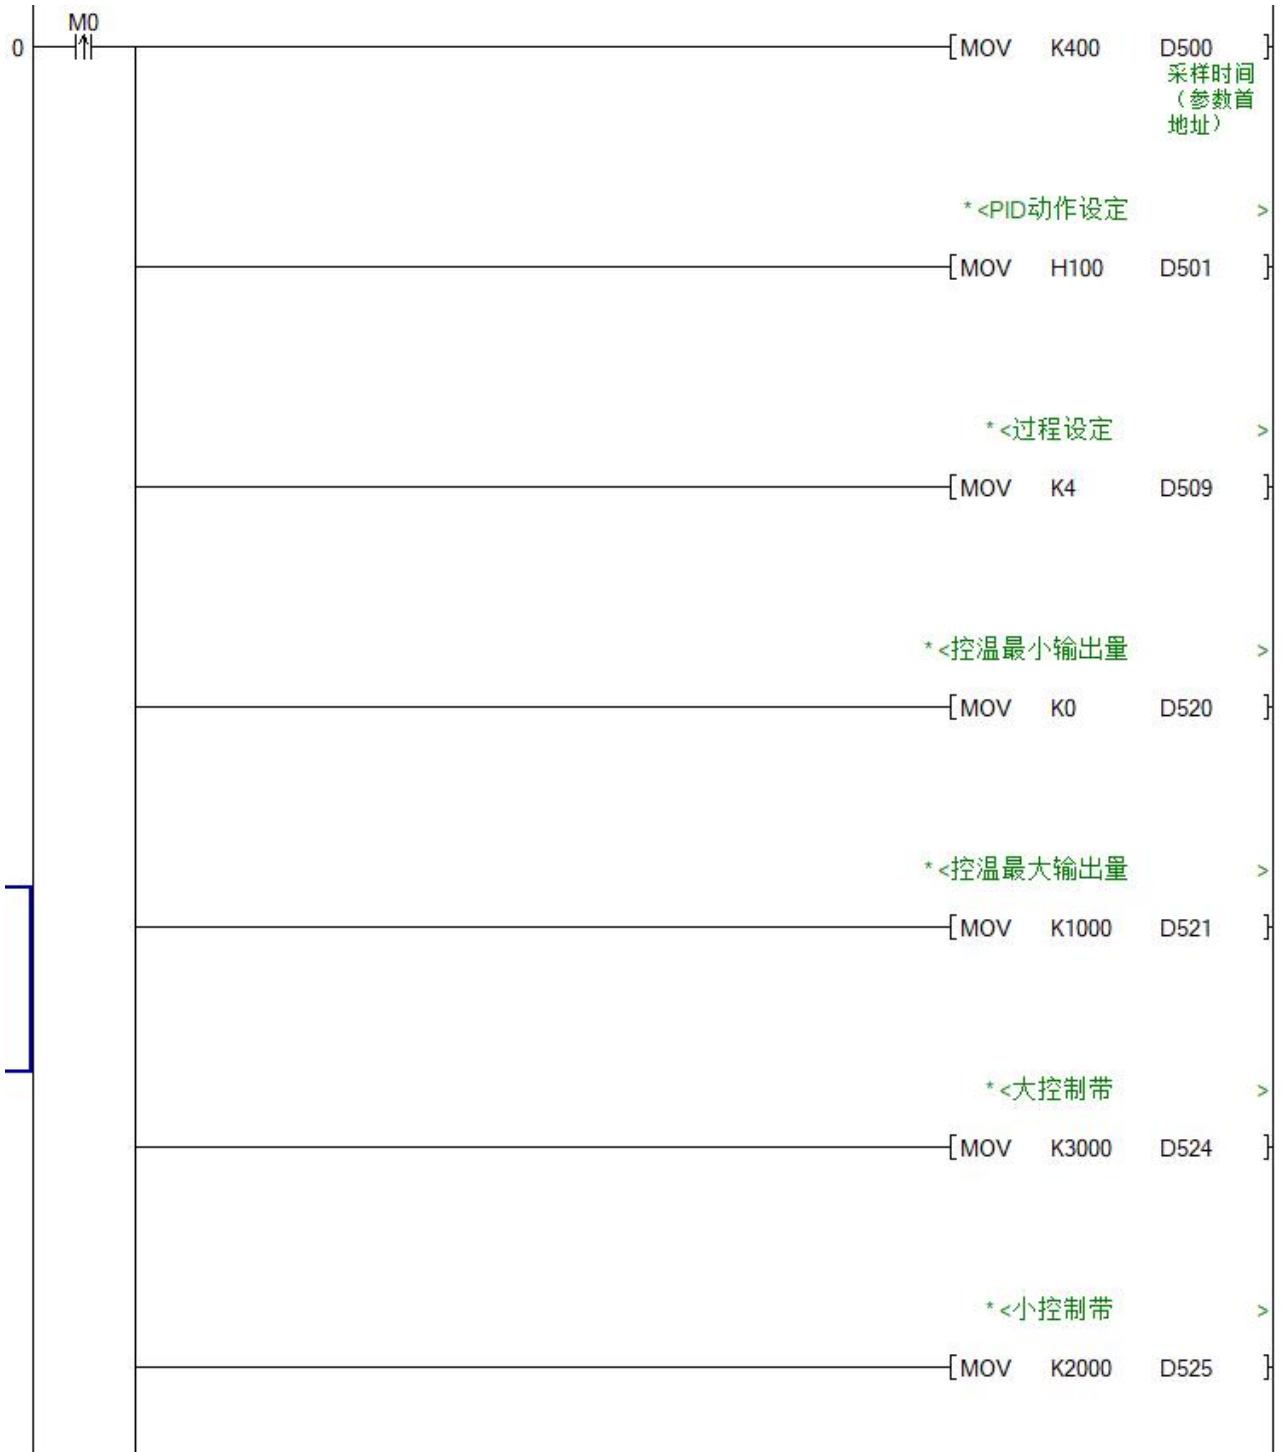 M0
0 [MOV K400 D500 ]
采样时间
（参数首
地址）
*<PID动作设定 >
[MOV H100 D501 ]
*<过程设定 >
[MOV K4 D509 ]
*<控温最小输出量 >
[MOV K0 D520 ]
*<控温最大输出量 >
[MOV K1000 D521 ]
*<大控制带 >
[MOV K3000 D524 ]
*<小控制带 >
[MOV K2000 D525 ]